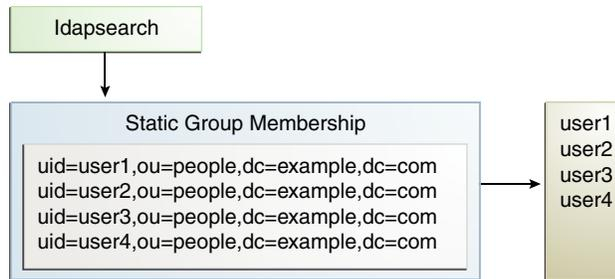 ldapsearch
Static Group Membership
uid=user1,ou=people,dc=example,dc=com
uid=user2,ou=people,dc=example,dc=com
uid=user3,ou=people,dc=example,dc=com
uid=user4,ou=people,dc=example,dc=com
user1
user2
user3
user4